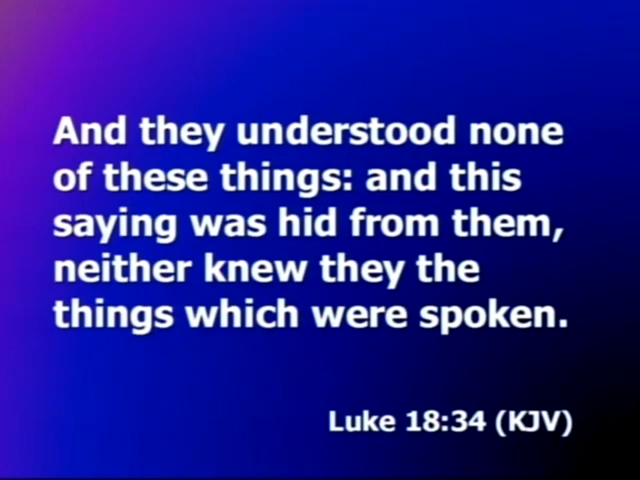 And they understood none
of these things: and this
saying was hid from them,
neither knew they the
things which were spoken.
Luke 18:34 (KJV)